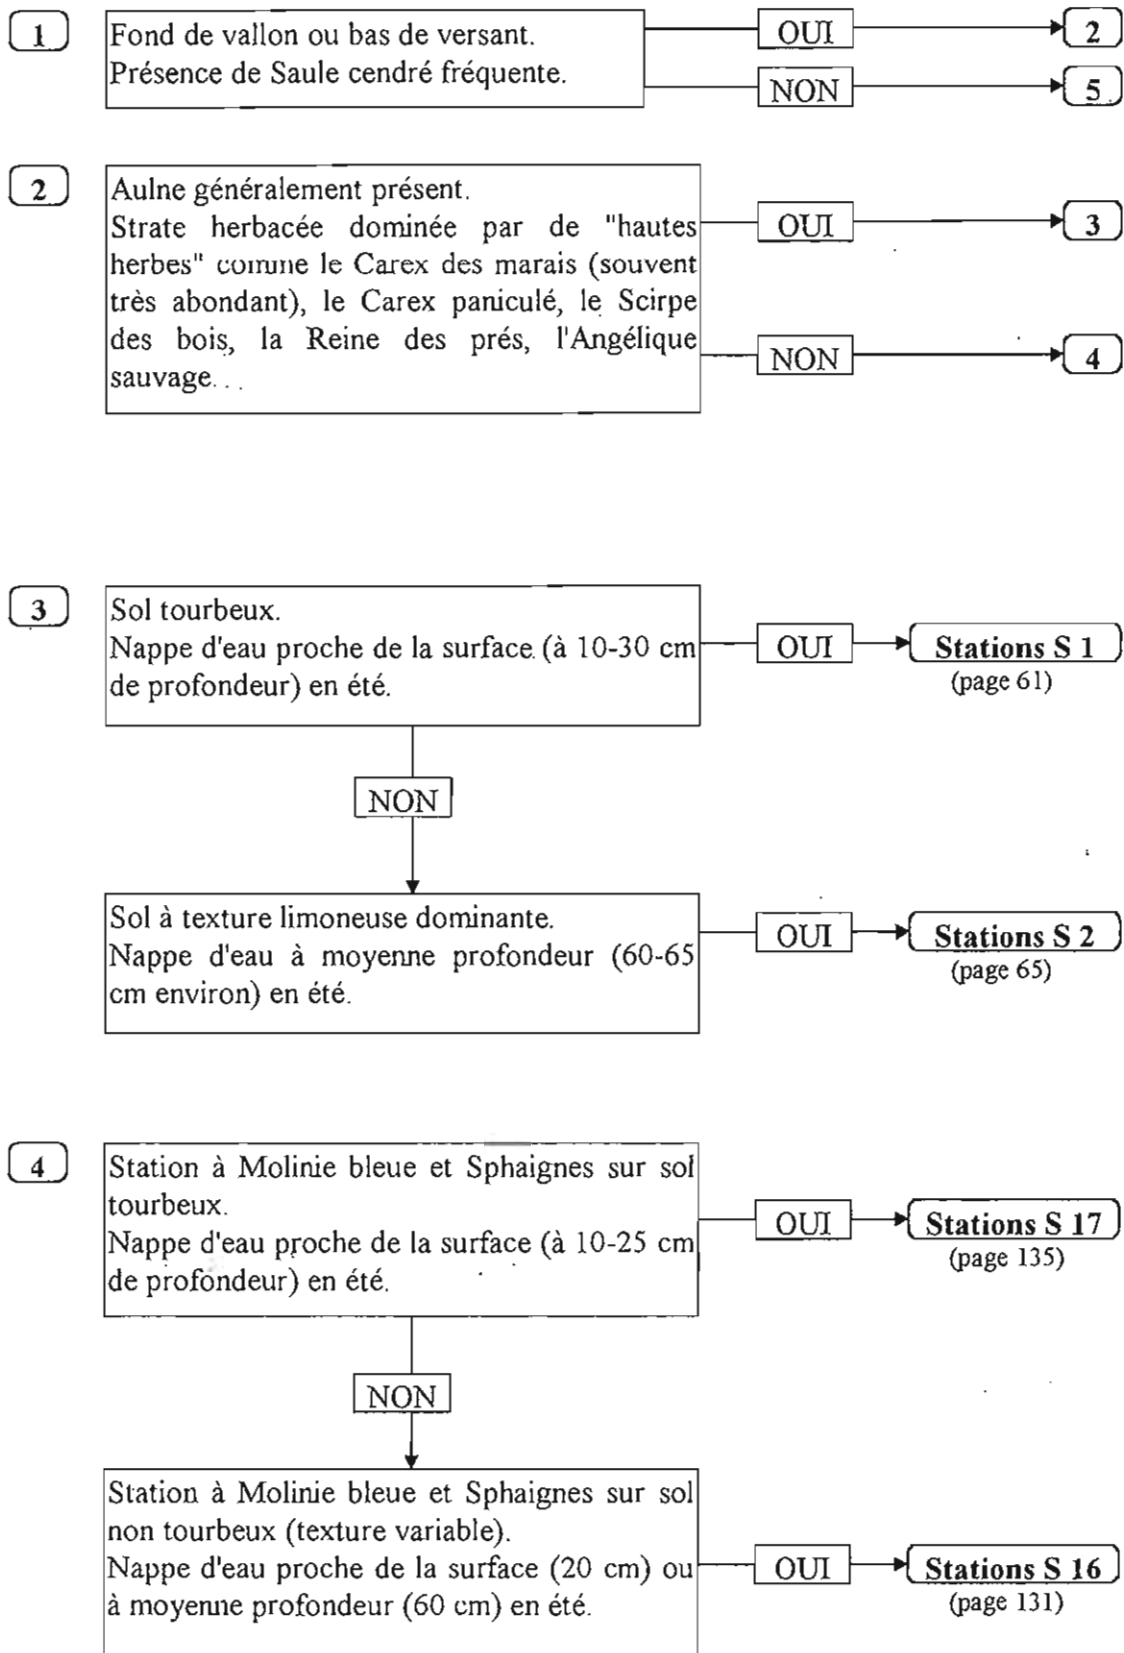 1
Fond de vallon ou bas de versant.
Présence de Saule cendré fréquente.
OUI
2
NON
5
2
Aulne généralement présent.
Strate herbacée dominée par de "hautes
herbes" comme le Carex des marais (souvent
très abondant), le Carex paniculé, le Scirpe
des bois, la Reine des prés, l'Angélique
sauvage...
OUI
3
NON
4
3
Sol tourbeux.
Nappe d'eau proche de la surface (à 10-30 cm
de profondeur) en été.
OUI
Stations S 1
(page 61)
NON
Sol à texture limoneuse dominante.
Nappe d'eau à moyenne profondeur (60-65
cm environ) en été.
OUI
Stations S 2
(page 65)
4
Station à Molinie bleue et Sphaignes sur sol
tourbeux.
Nappe d'eau proche de la surface (à 10-25 cm
de profondeur) en été.
OUI
Stations S 17
(page 135)
NON
Station à Molinie bleue et Sphaignes sur sol
non tourbeux (texture variable).
Nappe d'eau proche de la surface (20 cm) ou
à moyenne profondeur (60 cm) en été.
OUI
Stations S 16
(page 131)